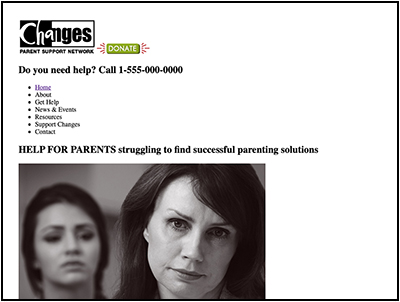 Changes
PARENT SUPPORT NETWORK
DONATE
Do you need help? Call 1-555-000-0000
Home
About
Get Help
News & Events
Resources
Support Changes
Contact
HELP FOR PARENTS struggling to find successful parenting solutions